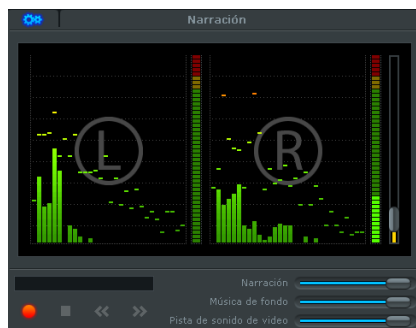 Narración
L
R
Narración
Música de fondo
Pista de sonido de video